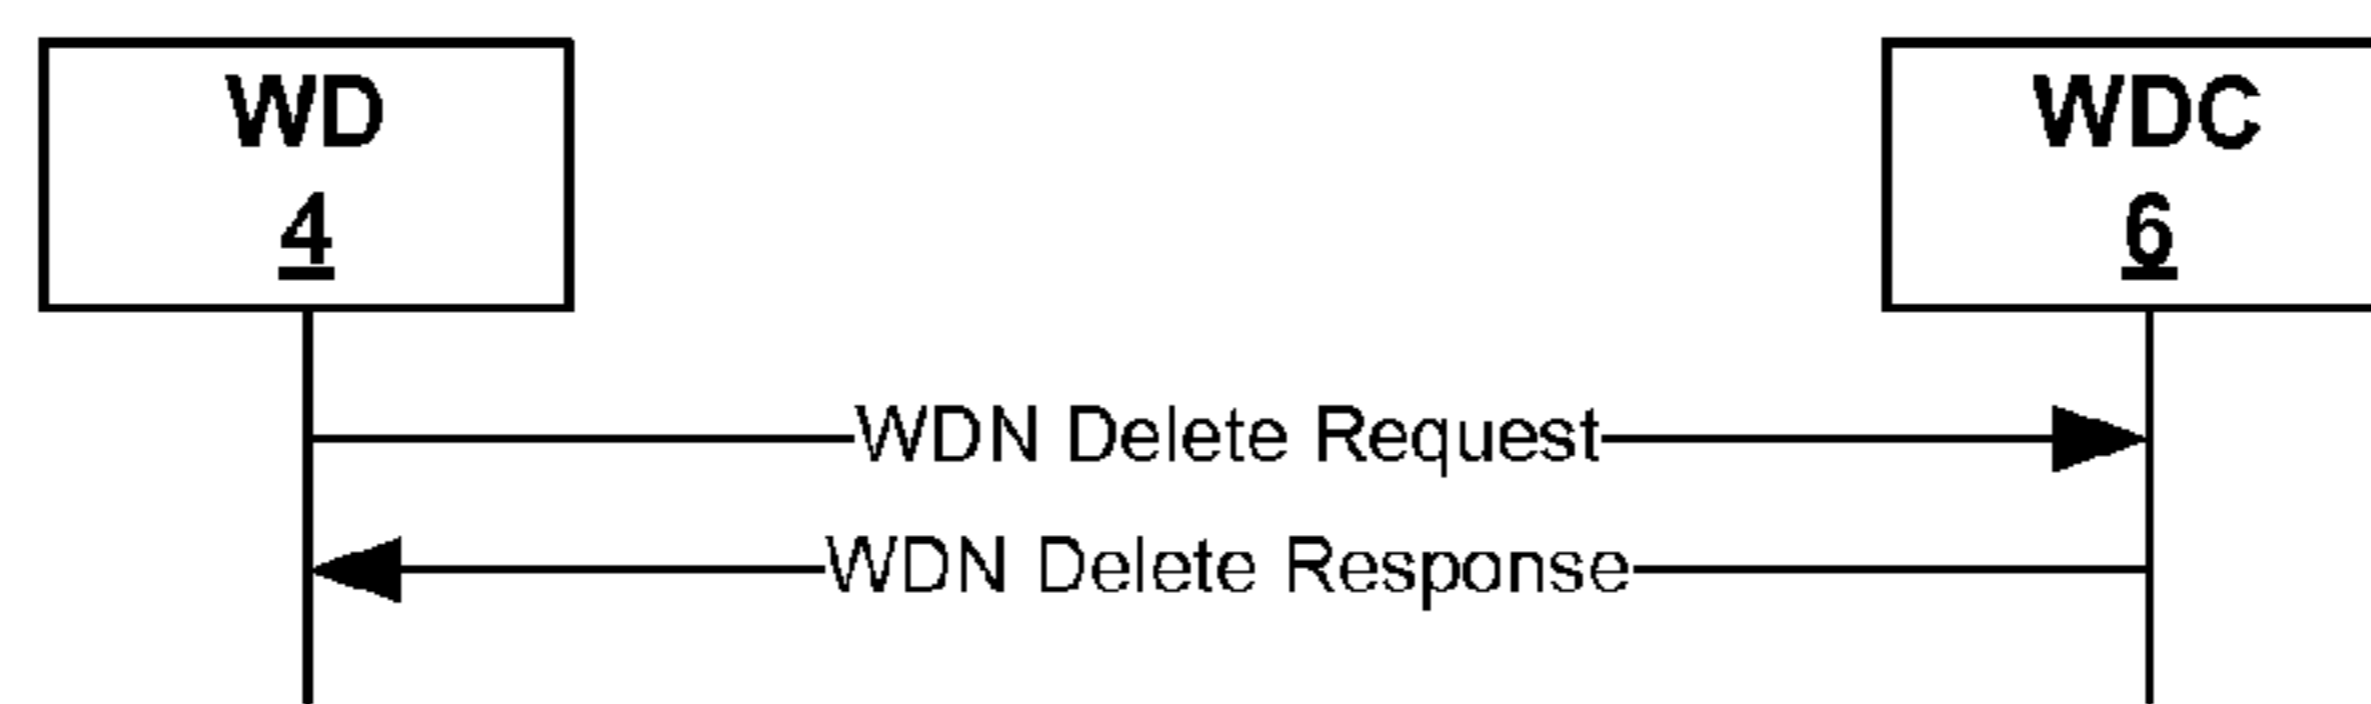 WD
4
WDC
6
WDN Delete Request
WDN Delete Response